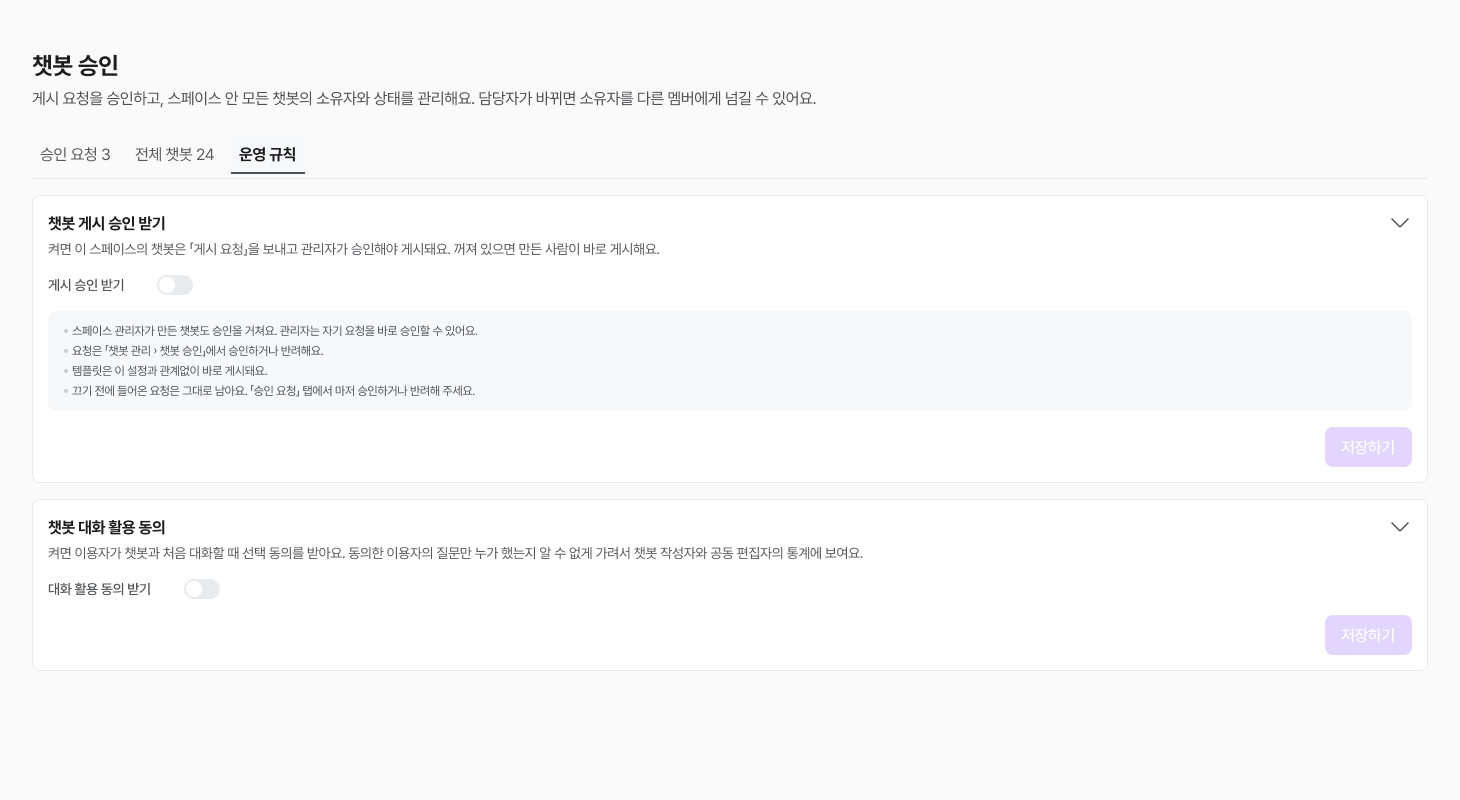 챗봇 승인
게시 요청을 승인하고, 스페이스 안 모든 챗봇의 소유자와 상태를 관리해요. 담당자가 바뀌면 소유자를 다른 멤버에게 넘길 수 있어요.
승인 요청 3 전체 챗봇 24 운영 규칙
챗봇 게시 승인 받기
켜면 이 스페이스의 챗봇은 「게시 요청」을 보내고 관리자가 승인해야 게시돼요. 꺼져 있으면 만든 사람이 바로 게시해요.
게시 승인 받기
• 스페이스 관리자가 만든 챗봇도 승인을 거쳐요. 관리자는 자기 요청을 바로 승인할 수 있어요.
• 요청은 「챗봇 관리 › 챗봇 승인」에서 승인하거나 반려해요.
• 템플릿은 이 설정과 관계없이 바로 게시돼요.
• 끄기 전에 들어온 요청은 그대로 남아요. 「승인 요청」 탭에서 마저 승인하거나 반려해 주세요.
저장하기
챗봇 대화 활용 동의
켜면 이용자가 챗봇과 처음 대화할 때 선택 동의를 받아요. 동의한 이용자의 질문만 누가 했는지 알 수 없게 가려서 챗봇 작성자와 공동 편집자의 통계에 보여요.
대화 활용 동의 받기
저장하기